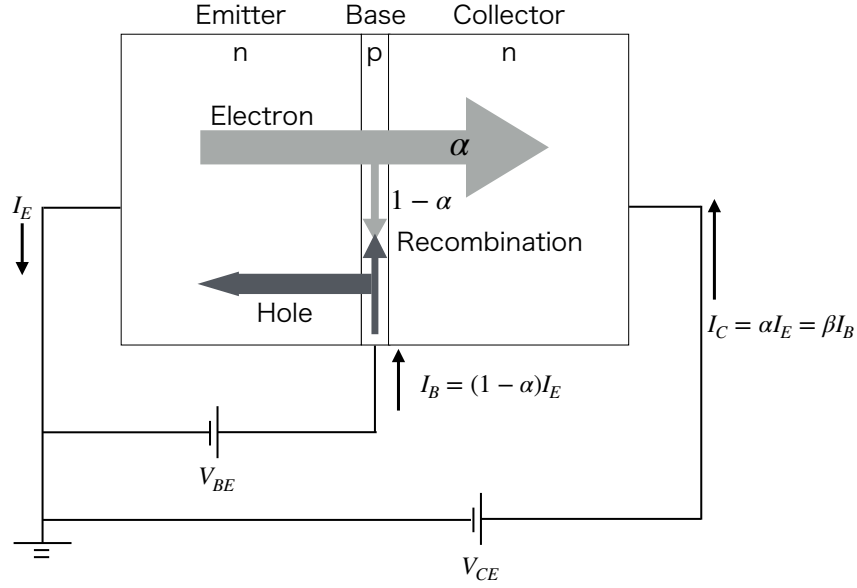 Emitter Base Collector
n p n
Electron
α
1 − α
I_E
Recombination
Hole
I_C = αI_E = βI_B
I_B = (1 − α)I_E
V_BE
V_CE